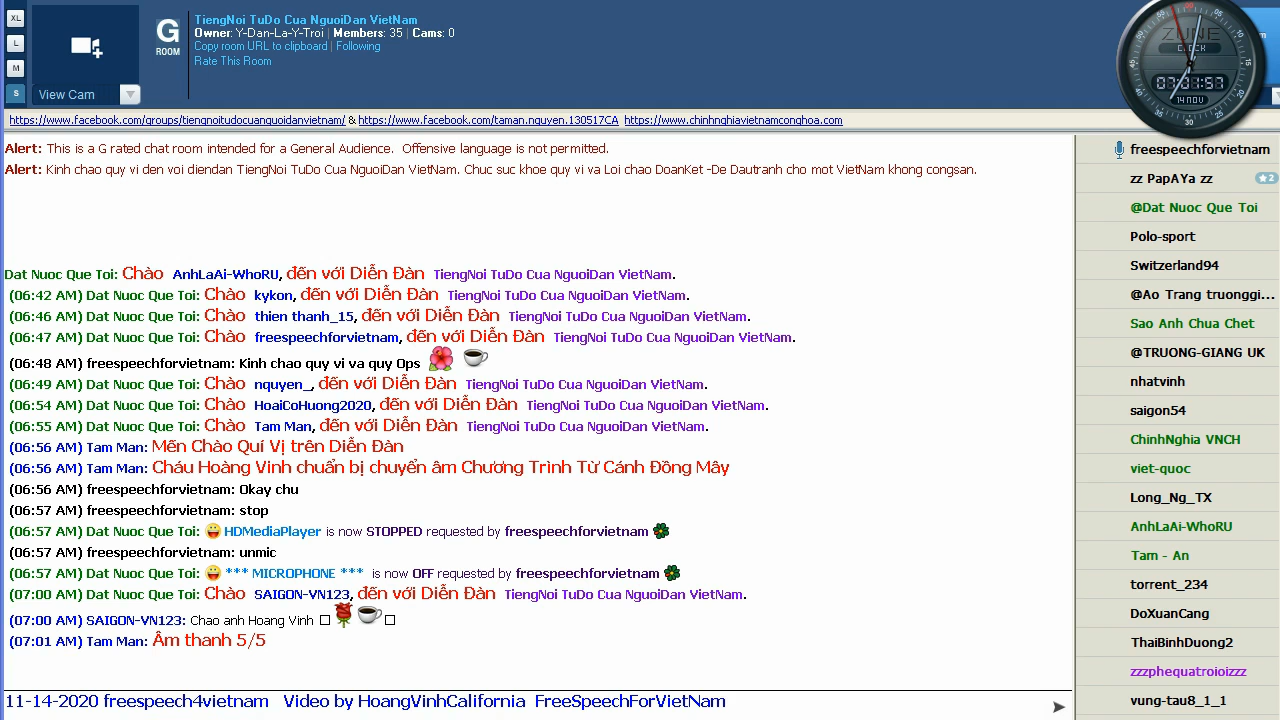 XL
L
M
S
View Cam
G
ROOM
TiengNoi TuDo Cua NguoiDan VietNam
Owner: Y-Dan-La-Y-Troi | Members: 35 | Cams: 0
Copy room URL to clipboard | Following
Rate This Room
ZUNE
CLOCK
07:01:57
14 NOV
https://www.facebook.com/groups/tiengnoitudocuanguoidanvietnam/ & https://www.facebook.com/tandan.nguyen.130517CA https://www.chinhnghiavietnamconghoa.com
Alert: This is a G rated chat room intended for a General Audience. Offensive language is not permitted.
Alert: Kinh chao quy vi den voi diendan TiengNoi TuDo Cua NguoiDan VietNam. Chuc suc khoe quy vi va Loi chao DoanKet -De Dautranh cho mot VietNam khong congsan.
Dat Nuoc Que Toi: Chào AnhLaAi-WhoRU, đến với Diễn Đàn TiengNoi TuDo Cua NguoiDan VietNam.
(06:42 AM) Dat Nuoc Que Toi: Chào kykon, đến với Diễn Đàn TiengNoi TuDo Cua NguoiDan VietNam.
(06:46 AM) Dat Nuoc Que Toi: Chào thien thanh_15, đến với Diễn Đàn TiengNoi TuDo Cua NguoiDan VietNam.
(06:47 AM) Dat Nuoc Que Toi: Chào freespeechforvietnam, đến với Diễn Đàn TiengNoi TuDo Cua NguoiDan VietNam.
(06:48 AM) freespeechforvietnam: Kinh chao quy vi va quy Ops
(06:49 AM) Dat Nuoc Que Toi: Chào nguyen_, đến với Diễn Đàn TiengNoi TuDo Cua NguoiDan VietNam.
(06:54 AM) Dat Nuoc Que Toi: Chào HoaiCoHuong2020, đến với Diễn Đàn TiengNoi TuDo Cua NguoiDan VietNam.
(06:55 AM) Dat Nuoc Que Toi: Chào Tam Man, đến với Diễn Đàn TiengNoi TuDo Cua NguoiDan VietNam.
(06:56 AM) Tam Man: Mến Chào Quí Vị trên Diễn Đàn
(06:56 AM) Tam Man: Cháu Hoàng Vinh chuẩn bị chuyển âm Chương Trình Từ Cánh Đồng Mây
(06:56 AM) freespeechforvietnam: Okay chu
(06:57 AM) freespeechforvietnam: stop
(06:57 AM) Dat Nuoc Que Toi: HDMediaPlayer is now STOPPED requested by freespeechforvietnam
(06:57 AM) freespeechforvietnam: unmic
(06:57 AM) Dat Nuoc Que Toi: *** MICROPHONE *** is now OFF requested by freespeechforvietnam
(07:00 AM) Dat Nuoc Que Toi: Chào SAIGON-VN123, đến với Diễn Đàn TiengNoi TuDo Cua NguoiDan VietNam.
(07:00 AM) SAIGON-VN123: Chao anh Hoang Vinh
(07:01 AM) Tam Man: Âm thanh 5/5
11-14-2020 freespeech4vietnam Video by HoangVinhCalifornia FreeSpeechForVietNam
freespeechforvietnam
zz PapAYa zz
2
@Dat Nuoc Que Toi
Polo-sport
Switzerland94
@Ao Trang truonggi...
Sao Anh Chua Chet
@TRUONG-GIANG UK
nhatvinh
saigon54
ChinhNghia VNCH
viet-quoc
Long_Ng_TX
AnhLaAi-WhoRU
Tam - An
torrent_234
DoXuanCang
ThaiBinhDuong2
zzzphequatroioizzz
vung-tau8_1_1